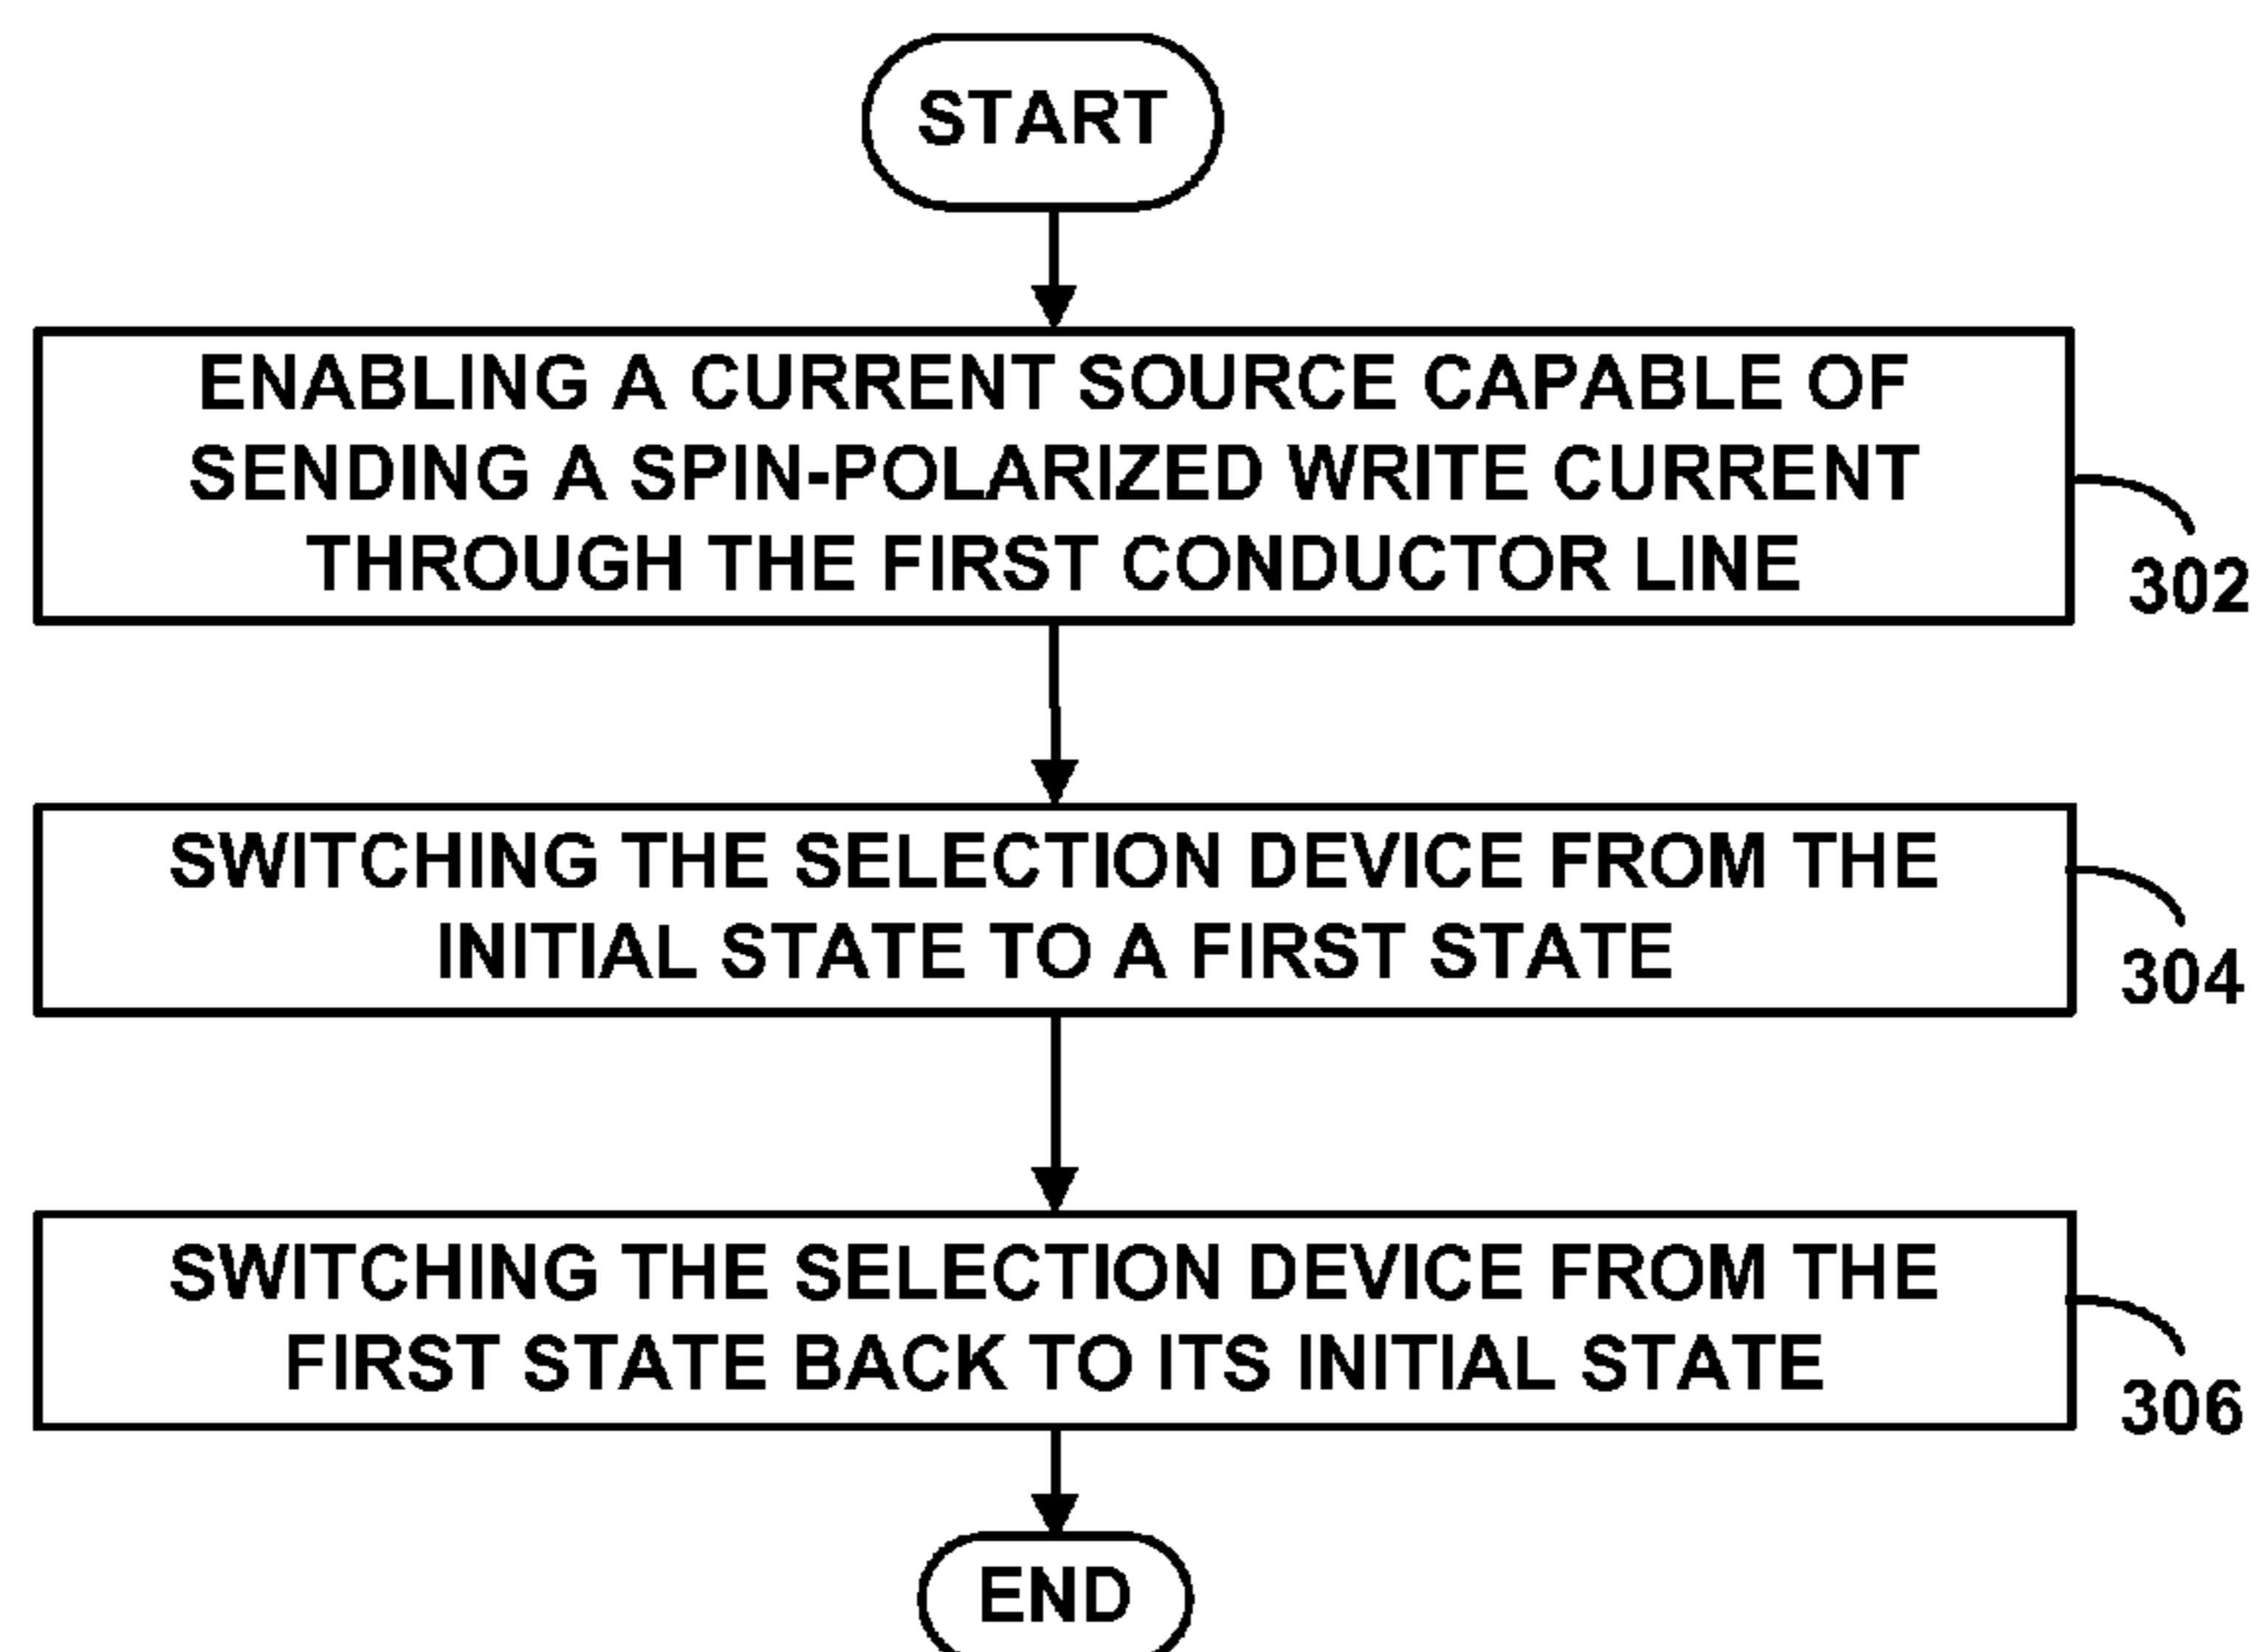 START
ENABLING A CURRENT SOURCE CAPABLE OF
SENDING A SPIN-POLARIZED WRITE CURRENT
THROUGH THE FIRST CONDUCTOR LINE
302
SWITCHING THE SELECTION DEVICE FROM THE
INITIAL STATE TO A FIRST STATE
304
SWITCHING THE SELECTION DEVICE FROM THE
FIRST STATE BACK TO ITS INITIAL STATE
306
END